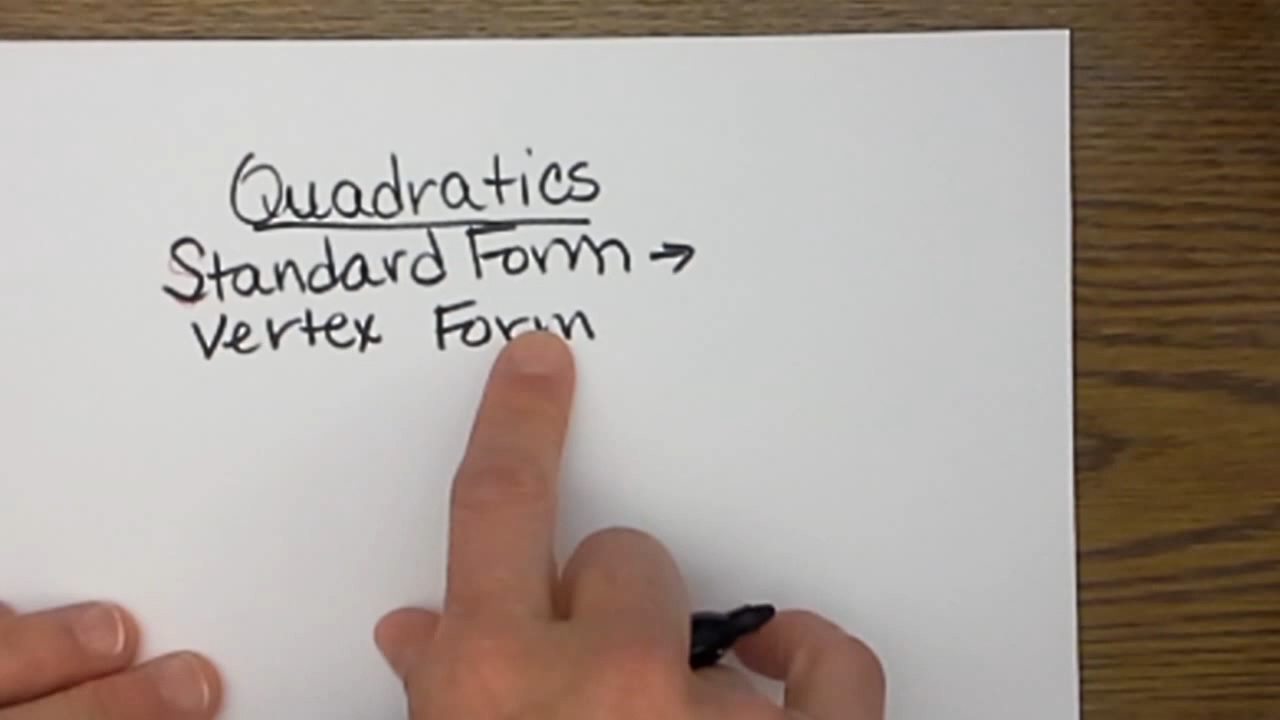 Quadratics
Standard Form →
Vertex Form